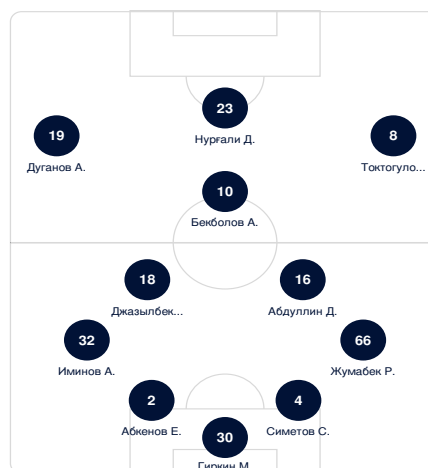 23
Нурғали Д.
19
Дуганов А.
8
Токтогуло...
10
Бекболов А.
18
Джазылбек...
16
Абдуллин Д.
32
Иминов А.
66
Жумабек Р.
2
Абкенов Е.
4
Симетов С.
30
Гиркин М.